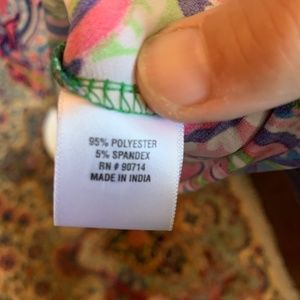 95% POLYESTER
5% SPANDEX
RN # 90714
MADE IN INDIA